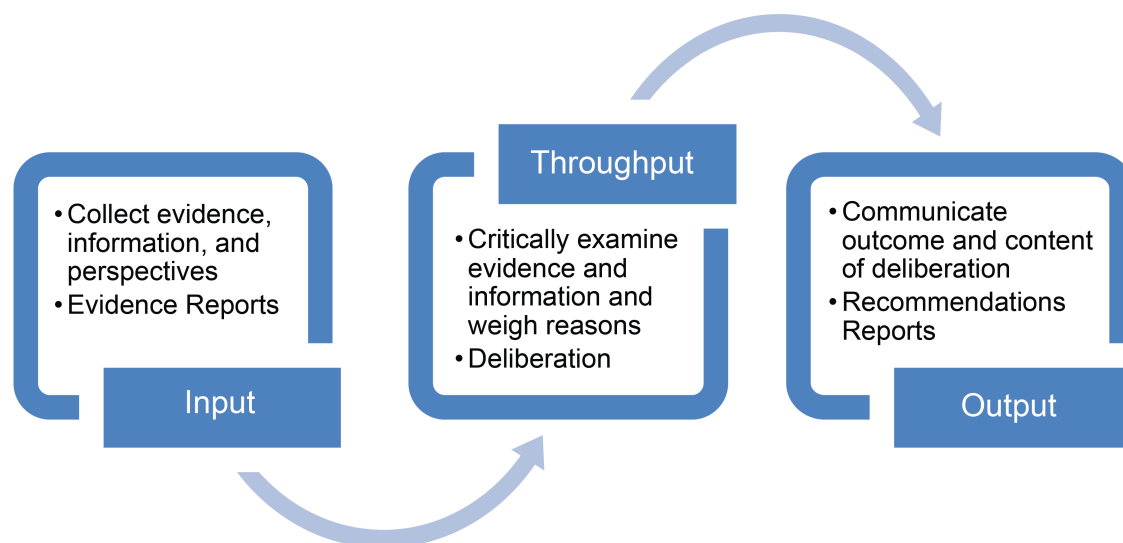 • Collect evidence,
information, and
perspectives
• Evidence Reports
Input
Throughput
• Critically examine
evidence and
information and
weigh reasons
• Deliberation
• Communicate
outcome and content
of deliberation
• Recommendations
Reports
Output